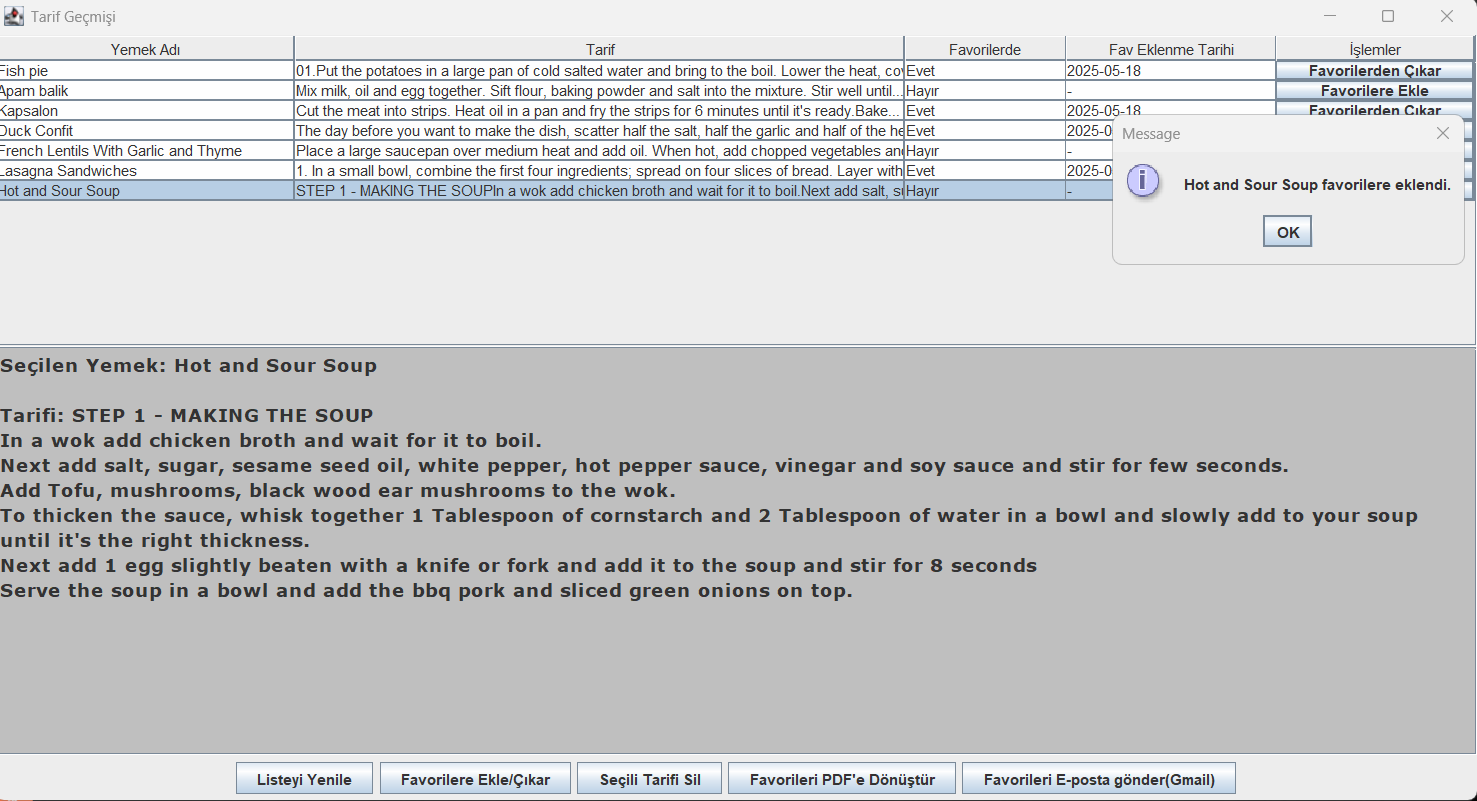 Tarif Geçmişi
Yemek Adı Tarif Favorilerde Fav Eklenme Tarihi İşlemler
Fish pie 01.Put the potatoes in a large pan of cold salted water and bring to the boil. Lower the heat, Evet 2025-05-18 Favorilerden Çıkar
Apam balik Mix milk, oil and egg together. Sift flour, baking powder and salt into the mixture. Stir well until... Hayır - Favorilere Ekle
Kapsalon Cut the meat into strips. Heat oil in a pan and fry the strips for 6 minutes until it's ready.Bake... Evet 2025-05-18 Favorilerden Çıkar
Duck Confit The day before you want to make the dish, scatter half the salt, half the garlic and half of the Evet
French Lentils With Garlic and Thyme Place a large saucepan over medium heat and add oil. When hot, add chopped vegetables Hayır -
Lasagna Sandwiches 1. In a small bowl, combine the first four ingredients; spread on four slices of bread. Layer with Evet
Hot and Sour Soup STEP 1 - MAKING THE SOUPIn a wok add chicken broth and wait for it to boil.Next add salt, Hayır -
Message
Hot and Sour Soup favorilere eklendi.
OK
Seçilen Yemek: Hot and Sour Soup
Tarifi: STEP 1 - MAKING THE SOUP
In a wok add chicken broth and wait for it to boil.
Next add salt, sugar, sesame seed oil, white pepper, hot pepper sauce, vinegar and soy sauce and stir for few seconds.
Add Tofu, mushrooms, black wood ear mushrooms to the wok.
To thicken the sauce, whisk together 1 Tablespoon of cornstarch and 2 Tablespoon of water in a bowl and slowly add to your soup
until it's the right thickness.
Next add 1 egg slightly beaten with a knife or fork and add it to the soup and stir for 8 seconds
Serve the soup in a bowl and add the bbq pork and sliced green onions on top.
Listeyi Yenile Favorilere Ekle/Çıkar Seçili Tarifi Sil Favorileri PDF'e Dönüştür Favorileri E-posta gönder(Gmail)